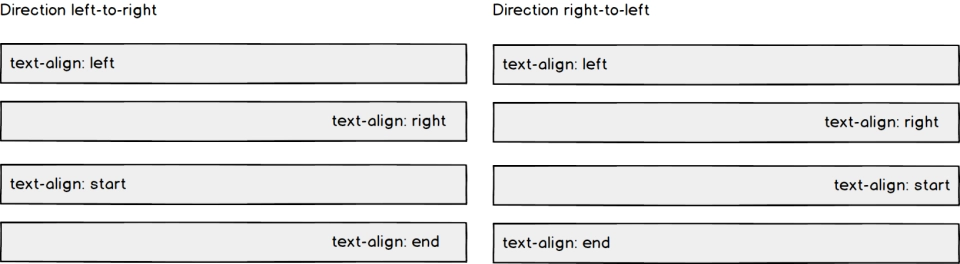 Direction left-to-right
text-align: left
text-align: right
text-align: start
text-align: end
Direction right-to-left
text-align: left
text-align: right
text-align: start
text-align: end